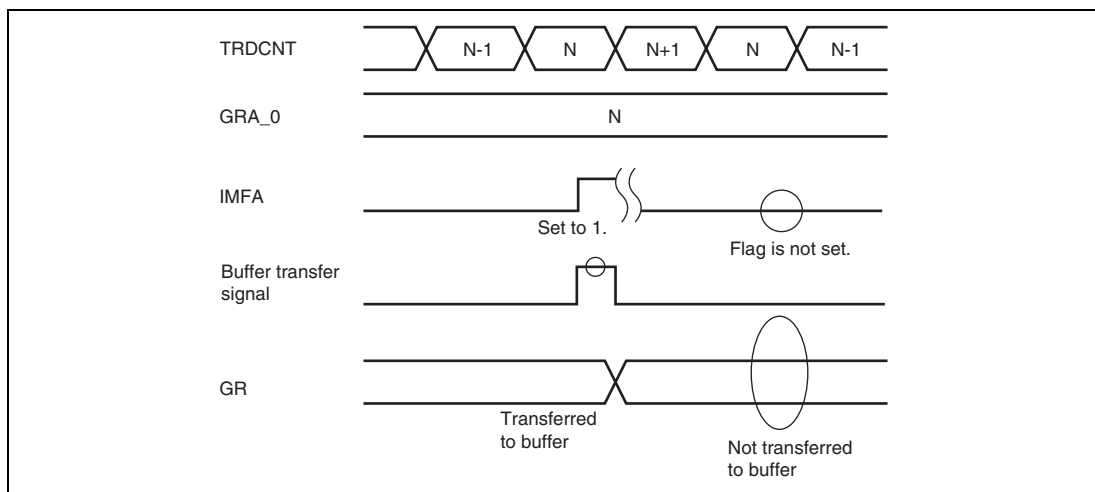 TRDCNT
N-1
N
N+1
N
N-1
GRA_0
N
IMFA
Set to 1.
Flag is not set.
Buffer transfer
signal
GR
Transferred
to buffer
Not transferred
to buffer